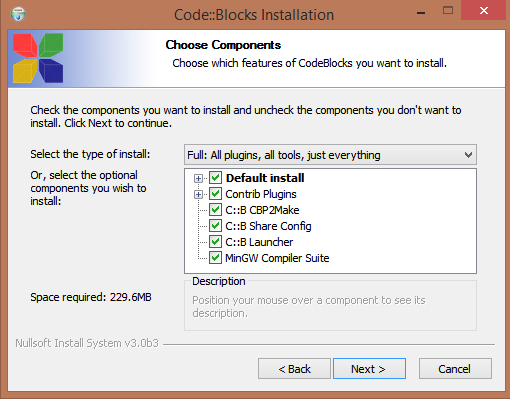 Code::Blocks Installation
Choose Components
Choose which features of CodeBlocks you want to install.
Check the components you want to install and uncheck the components you don't want to
install. Click Next to continue.
Select the type of install:
Full: All plugins, all tools, just everything
Or, select the optional
components you wish to
install:
Default install
Contrib Plugins
C::B CBP2Make
C::B Share Config
C::B Launcher
MinGW Compiler Suite
Space required: 229.6MB
Description
Position your mouse over a component to see its
description.
Nullsoft Install System v3.0b3
< Back
Next >
Cancel